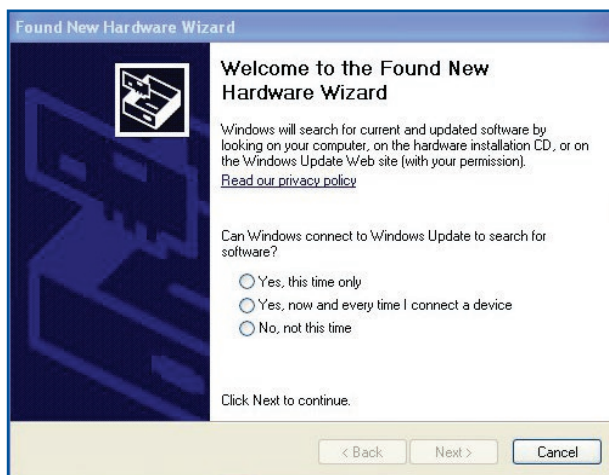 Found New Hardware Wizard
Welcome to the Found New
Hardware Wizard
Windows will search for current and updated software by
looking on your computer, on the hardware installation CD, or on
the Windows Update Web site (with your permission).
Read our privacy policy
Can Windows connect to Windows Update to search for
software?
Yes, this time only
Yes, now and every time I connect a device
No, not this time
Click Next to continue.
< Back Next > Cancel